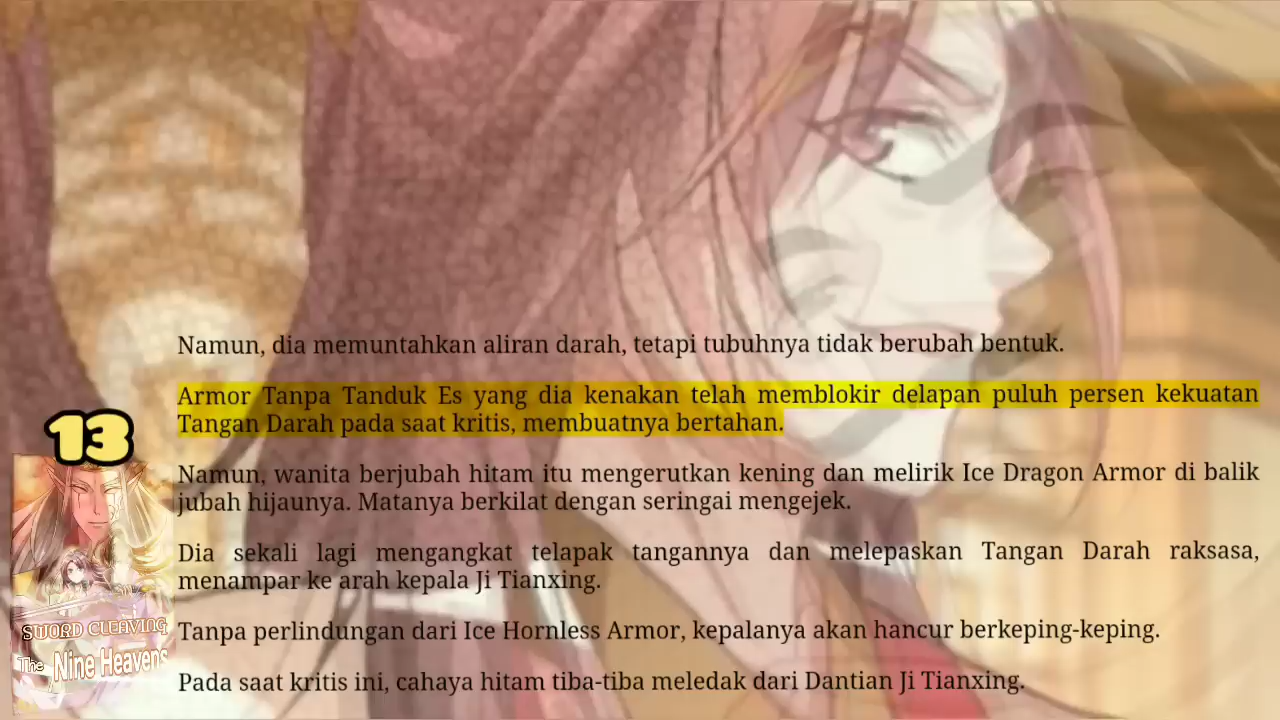 Namun, dia memuntahkan aliran darah, tetapi tubuhnya tidak berubah bentuk.
Armor Tanpa Tanduk Es yang dia kenakan telah memblokir delapan puluh persen kekuatan
Tangan Darah pada saat kritis, membuatnya bertahan.
Namun, wanita berjubah hitam itu mengerutkan kening dan melirik Ice Dragon Armor di balik
jubah hijaunya. Matanya berkilat dengan seringai mengejek.
Dia sekali lagi mengangkat telapak tangannya dan melepaskan Tangan Darah raksasa,
menampar ke arah kepala Ji Tianxing.
Tanpa perlindungan dari Ice Hornless Armor, kepalanya akan hancur berkeping-keping.
Pada saat kritis ini, cahaya hitam tiba-tiba meledak dari Dantian Ji Tianxing.
13
SWORD CLEAVING
The Nine Heavens